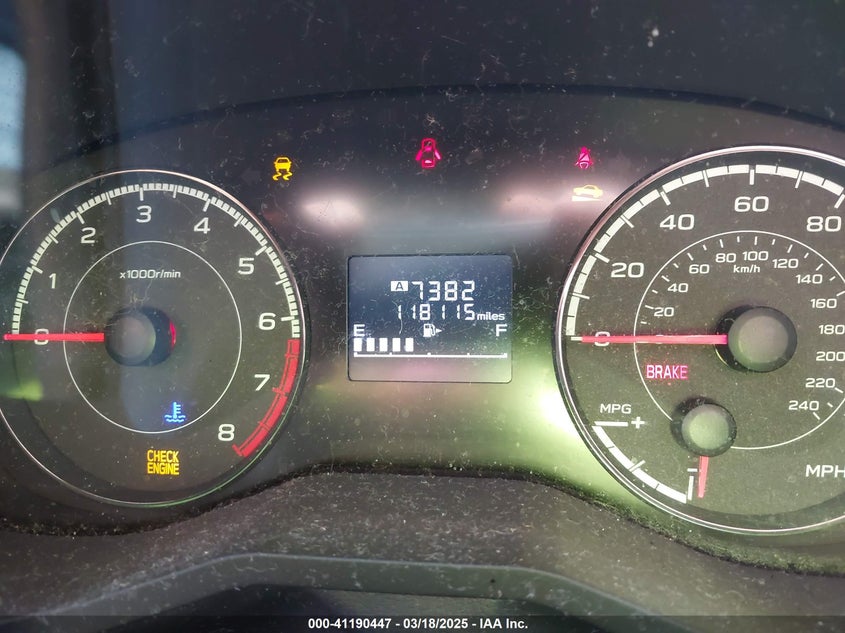 0 1 2 3 4 5 6 7 8
x1000r/min
CHECK
ENGINE
A 7382
118115 miles
E F
0 20 40 60 80
20 40 60 80 100 120 140 160 180 200 220 240
km/h
BRAKE
MPG
- +
MPH
000-41190447 - 03/18/2025 - IAA Inc.